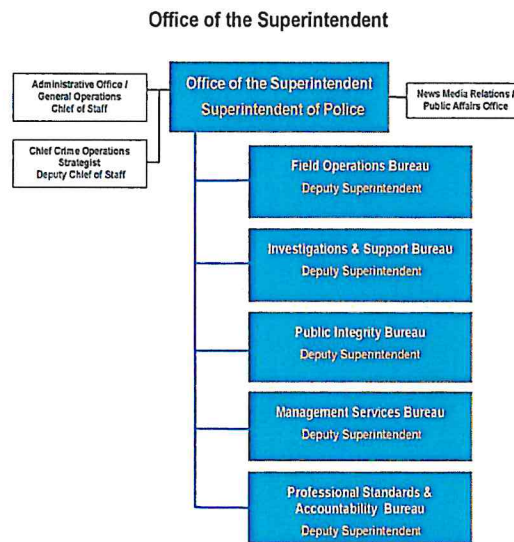 Office of the Superintendent
Office of the Superintendent
Superintendent of Police
Administrative Office /
General Operations
Chief of Staff
News Media Relations /
Public Affairs Office
Chief Crime Operations
Strategist
Deputy Chief of Staff
Field Operations Bureau
Deputy Superintendent
Investigations & Support Bureau
Deputy Superintendent
Public Integrity Bureau
Deputy Superintendent
Management Services Bureau
Deputy Superintendent
Professional Standards &
Accountability Bureau
Deputy Superintendent